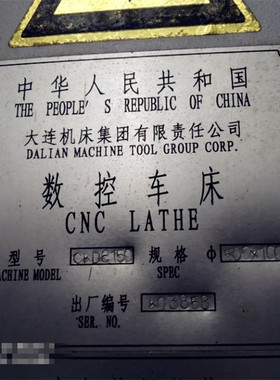 中华人民共和国
THE PEOPLE'S REPUBLIC OF CHINA
大连机床集团有限责任公司
DALIAN MACHINE TOOL GROUP CORP.
数控车床
CNC LATHE
型号 规格 Φ
MACHINE MODEL SPEC
出厂编号
SER. NO.